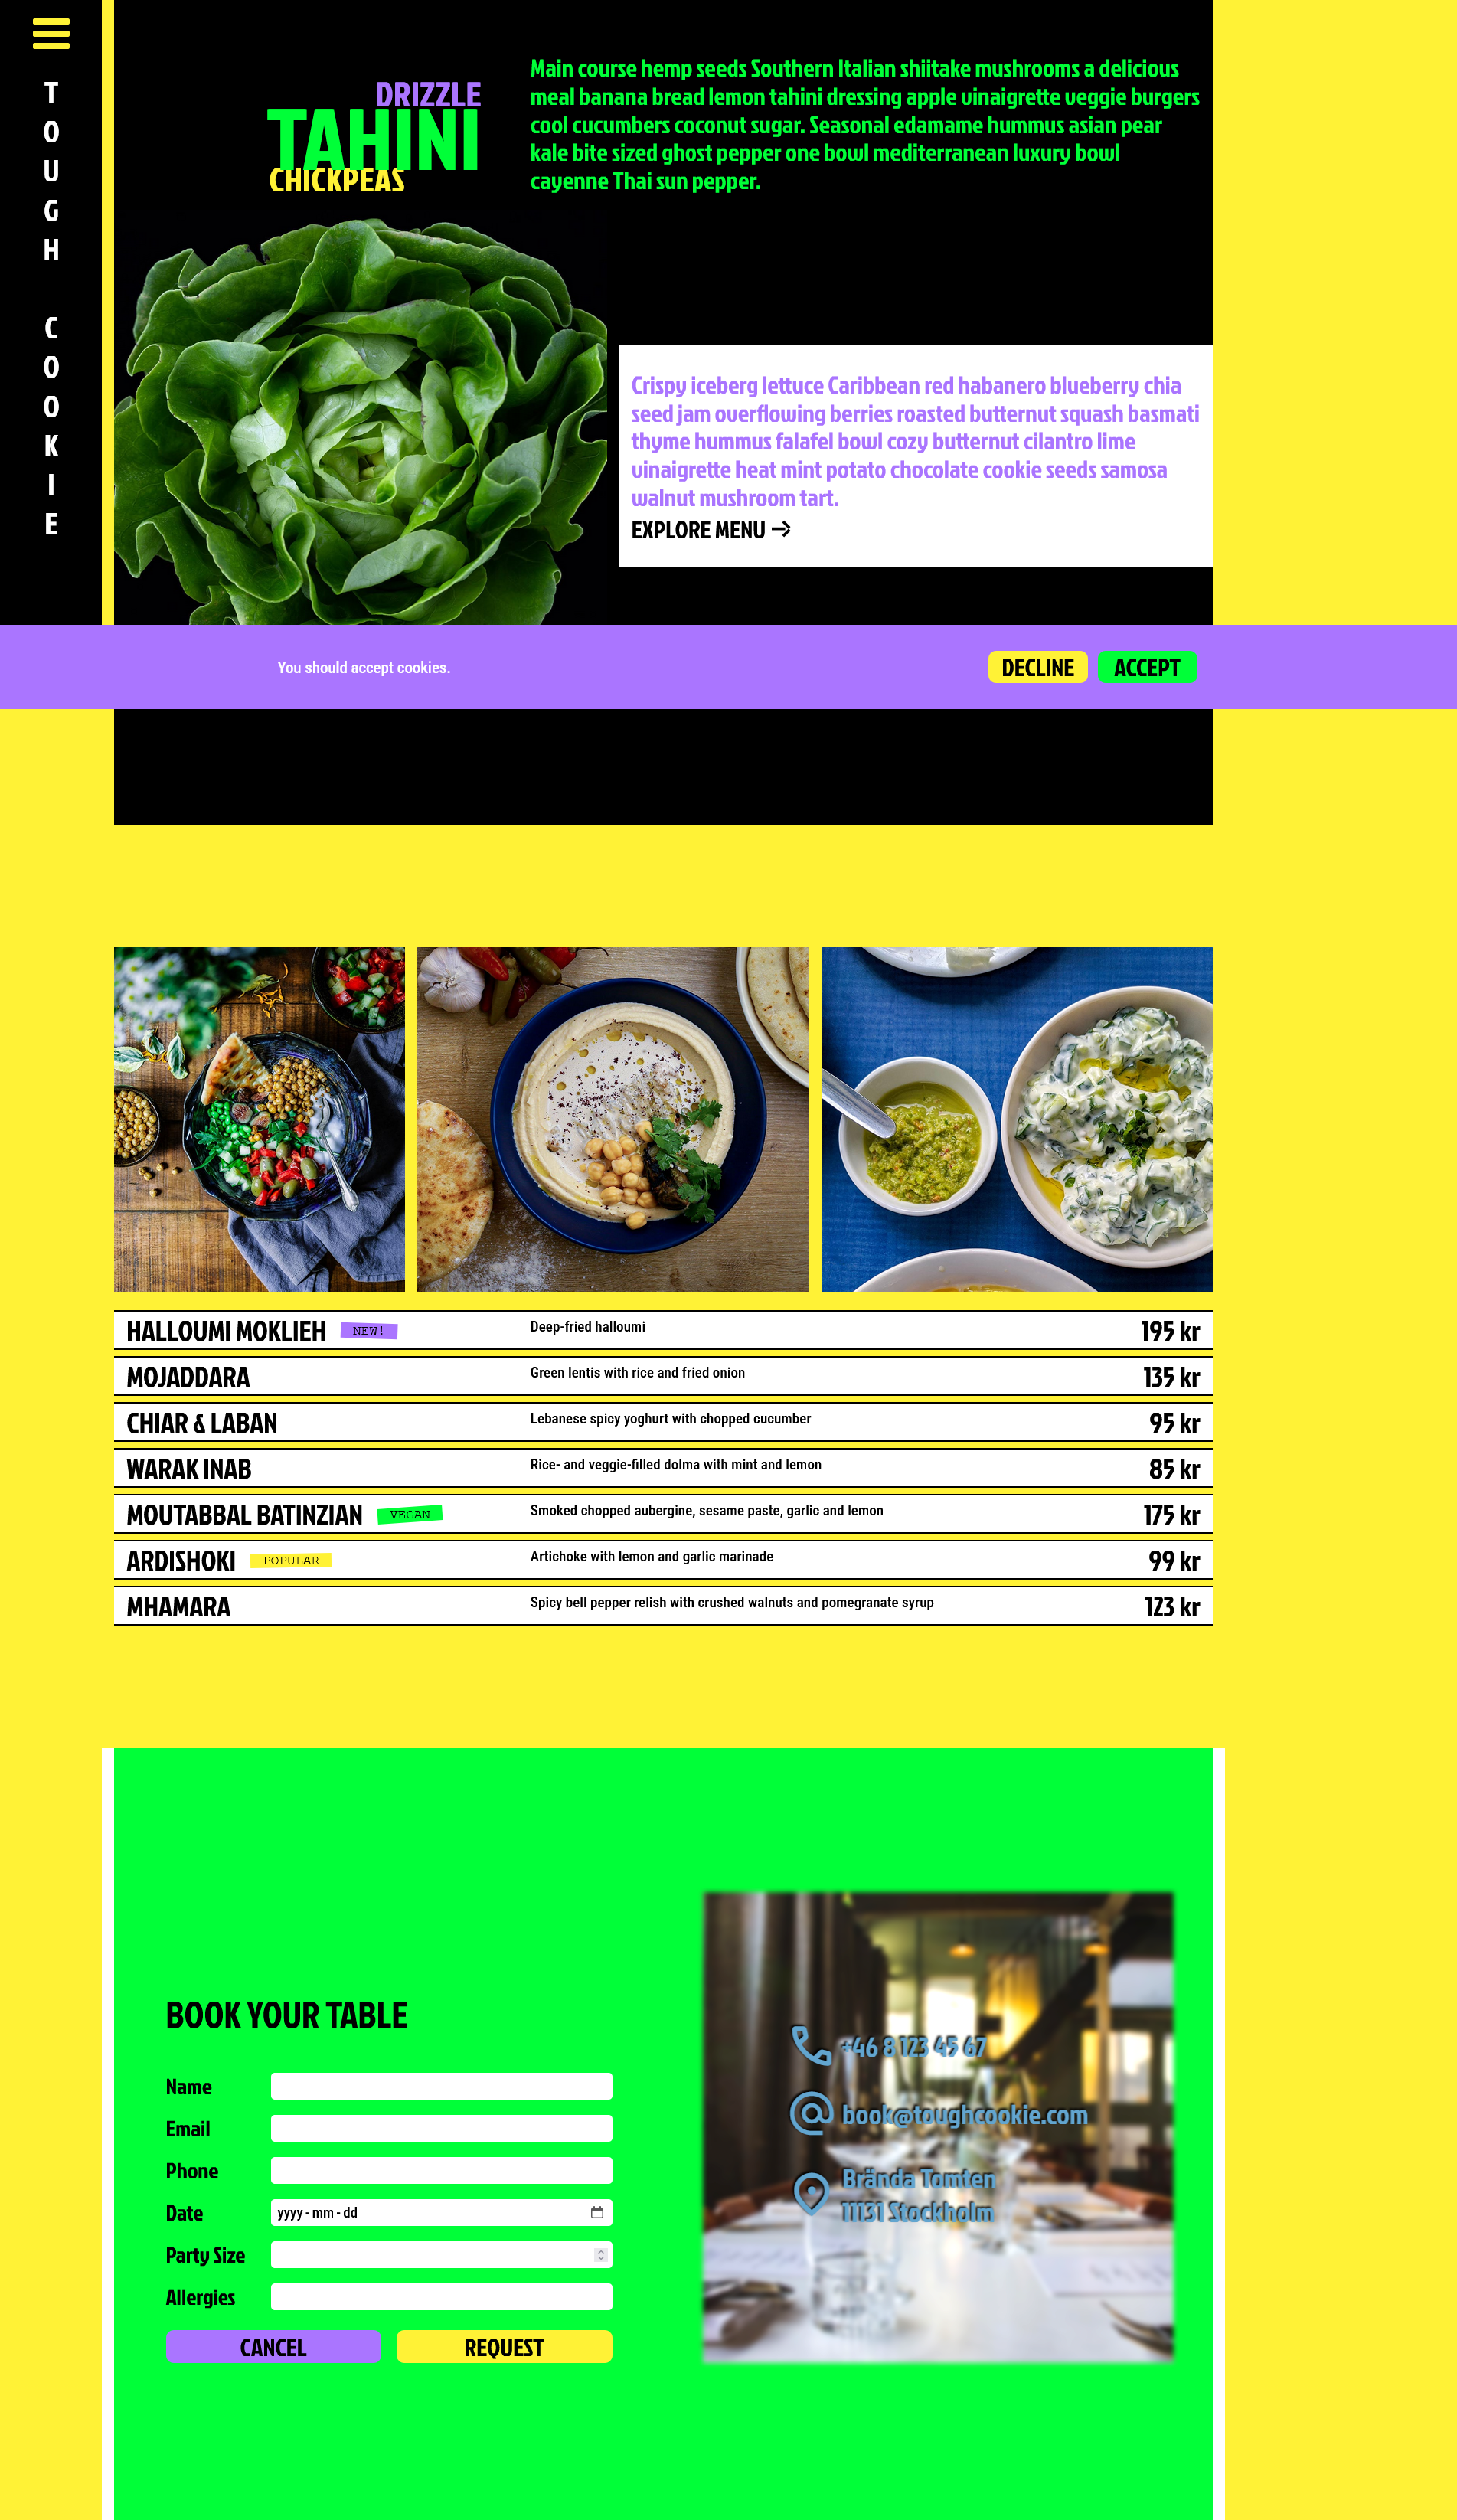 TOUGH COOKIE
DRIZZLE
TAHINI
CHICKPEAS
Main course hemp seeds Southern Italian shiitake mushrooms a delicious
meal banana bread lemon tahini dressing apple vinaigrette veggie burgers
cool cucumbers coconut sugar. Seasonal edamame hummus asian pear
kale bite sized ghost pepper one bowl mediterranean luxury bowl
cayenne Thai sun pepper.
Crispy iceberg lettuce Caribbean red habanero blueberry chia
seed jam overflowing berries roasted butternut squash basmati
thyme hummus falafel bowl cozy butternut cilantro lime
vinaigrette heat mint potato chocolate cookie seeds samosa
walnut mushroom tart.
EXPLORE MENU →
You should accept cookies.
DECLINE ACCEPT
HALLOUMI MOKLIEH NEW! Deep-fried halloumi 195 kr
MOJADDARA Green lentis with rice and fried onion 135 kr
CHIAR & LABAN Lebanese spicy yoghurt with chopped cucumber 95 kr
WARAK INAB Rice- and veggie-filled dolma with mint and lemon 85 kr
MOUTABBAL BATINZIAN VEGAN Smoked chopped aubergine, sesame paste, garlic and lemon 175 kr
ARDISHOKI POPULAR Artichoke with lemon and garlic marinade 99 kr
MHAMARA Spicy bell pepper relish with crushed walnuts and pomegranate syrup 123 kr
BOOK YOUR TABLE
Name
Email
Phone
Date yyyy-mm-dd
Party Size
Allergies
CANCEL REQUEST
+46 8 123 45 67
book@toughcookie.com
Brända Tomten
11131 Stockholm